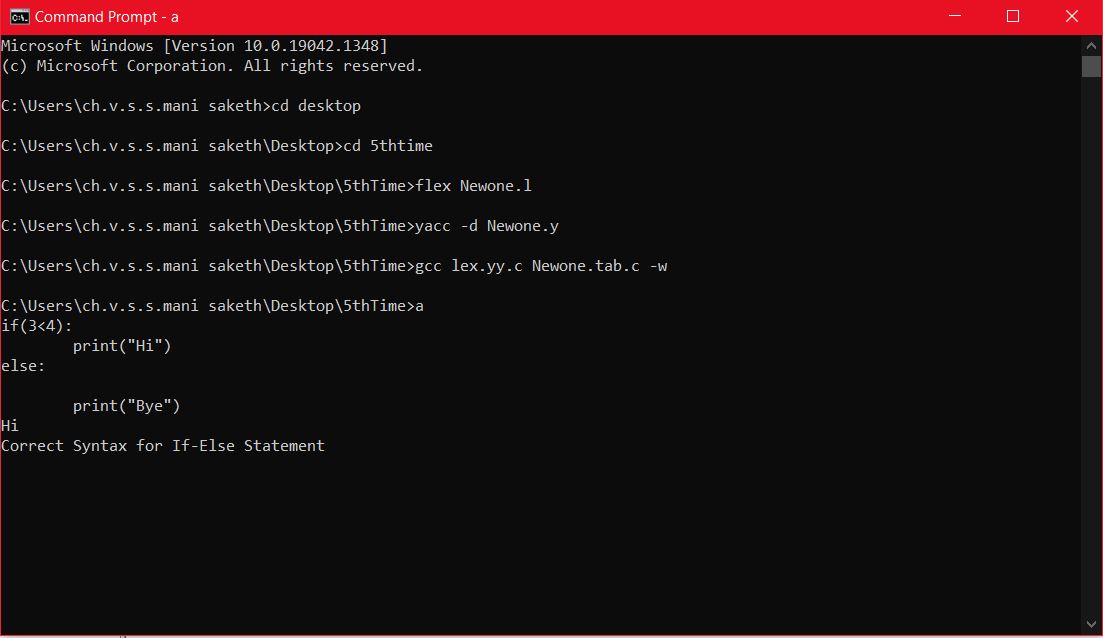 Command Prompt - a
Microsoft Windows [Version 10.0.19042.1348]
(c) Microsoft Corporation. All rights reserved.
C:\Users\ch.v.s.s.mani saketh>cd desktop
C:\Users\ch.v.s.s.mani saketh\Desktop>cd 5thtime
C:\Users\ch.v.s.s.mani saketh\Desktop\5thTime>flex Newone.l
C:\Users\ch.v.s.s.mani saketh\Desktop\5thTime>yacc -d Newone.y
C:\Users\ch.v.s.s.mani saketh\Desktop\5thTime>gcc lex.yy.c Newone.tab.c -w
C:\Users\ch.v.s.s.mani saketh\Desktop\5thTime>a
if(3<4):
        print("Hi")
else:
        print("Bye")
Hi
Correct Syntax for If-Else Statement